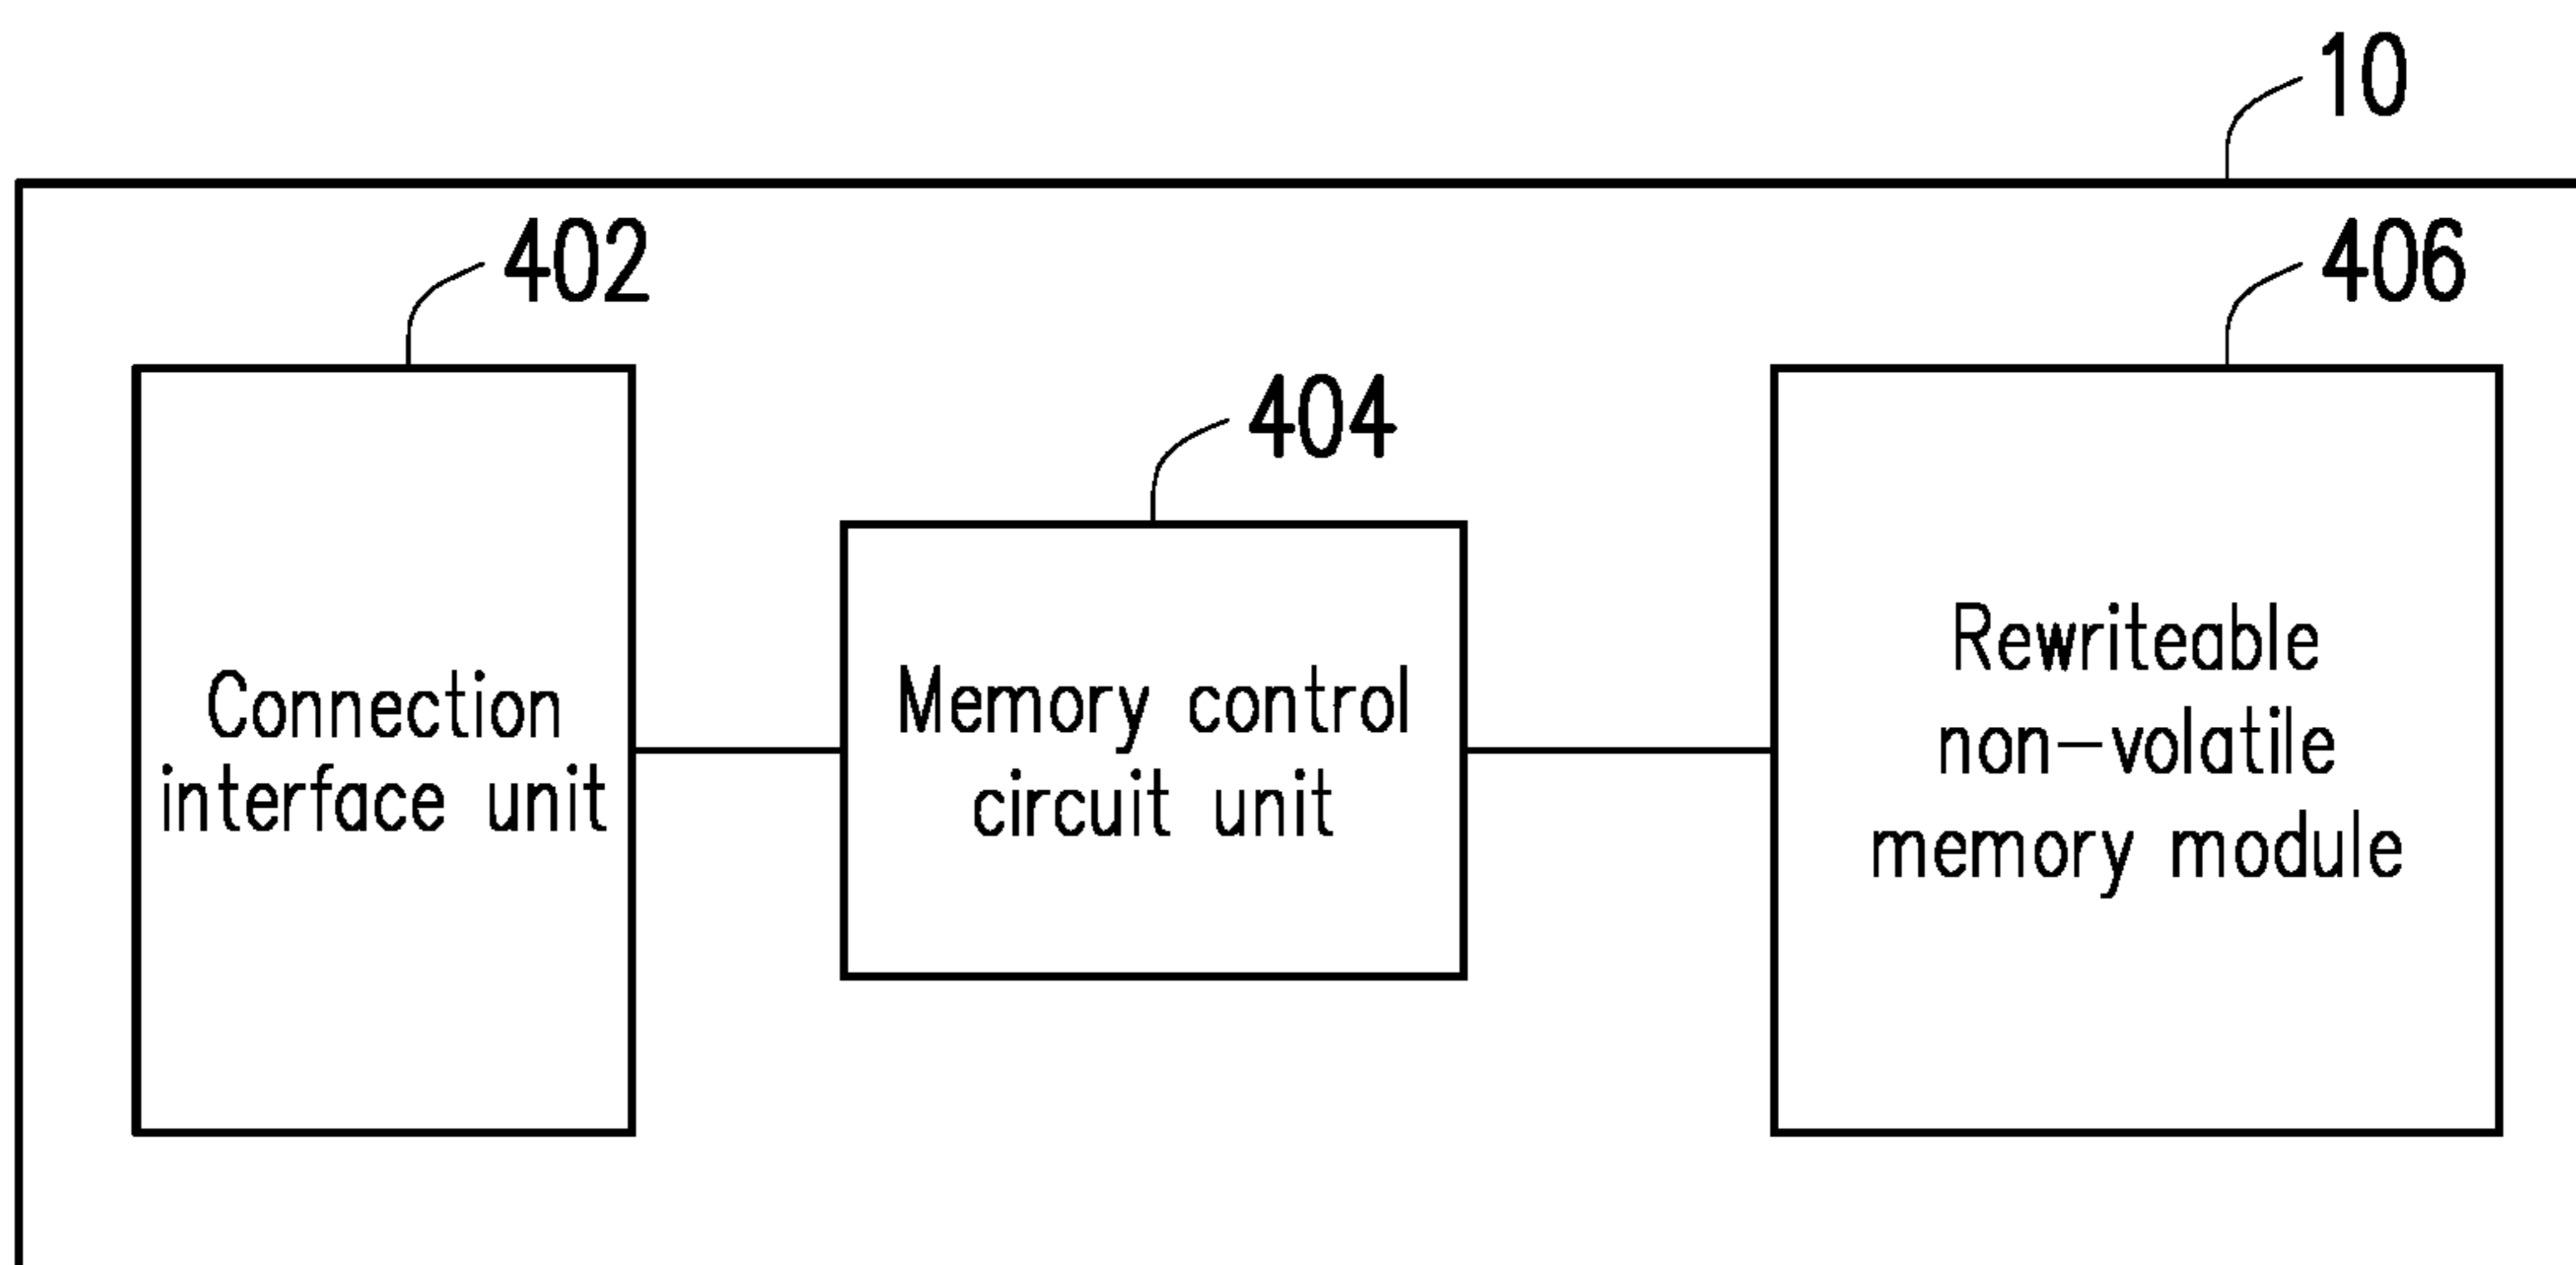 10
402
406
404
Connection
interface unit
Memory control
circuit unit
Rewriteable
non-volatile
memory module